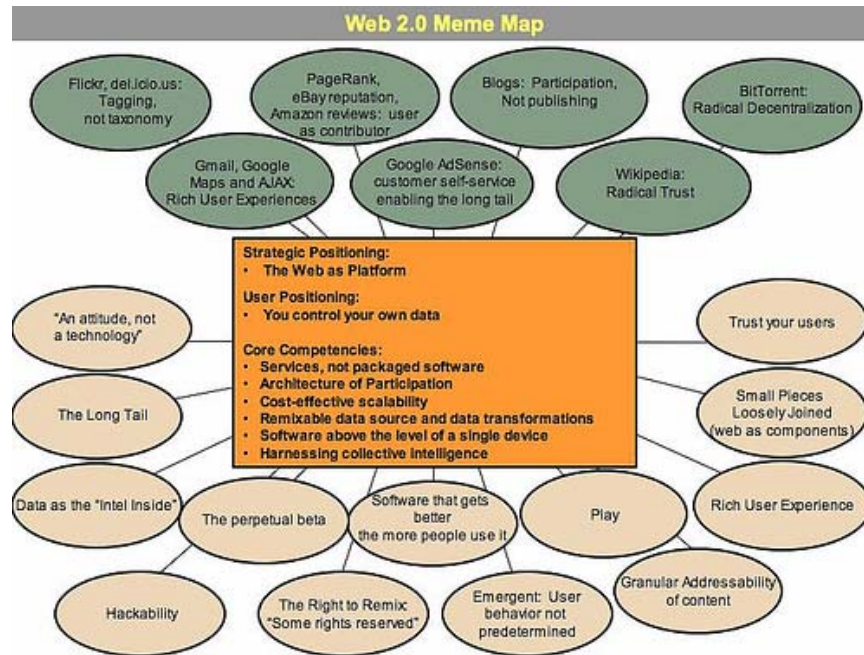 Web 2.0 Meme Map
Flickr, del.icio.us:
Tagging,
not taxonomy
PageRank,
eBay reputation,
Amazon reviews: user
as contributor
Blogs: Participation,
Not publishing
BitTorrent:
Radical Decentralization
Gmail, Google
Maps and AJAX:
Rich User Experiences
Google AdSense:
customer self-service
enabling the long tail
Wikipedia:
Radical Trust
Strategic Positioning:
• The Web as Platform
User Positioning:
• You control your own data
Core Competencies:
• Services, not packaged software
• Architecture of Participation
• Cost-effective scalability
• Remixable data source and data transformations
• Software above the level of a single device
• Harnessing collective intelligence
"An attitude, not
a technology"
Trust your users
The Long Tail
Small Pieces
Loosely Joined
(web as components)
Data as the "Intel Inside"
The perpetual beta
Software that gets
better
the more people use it
Play
Rich User Experience
Hackability
The Right to Remix:
"Some rights reserved"
Emergent: User
behavior not
predetermined
Granular Addressability
of content